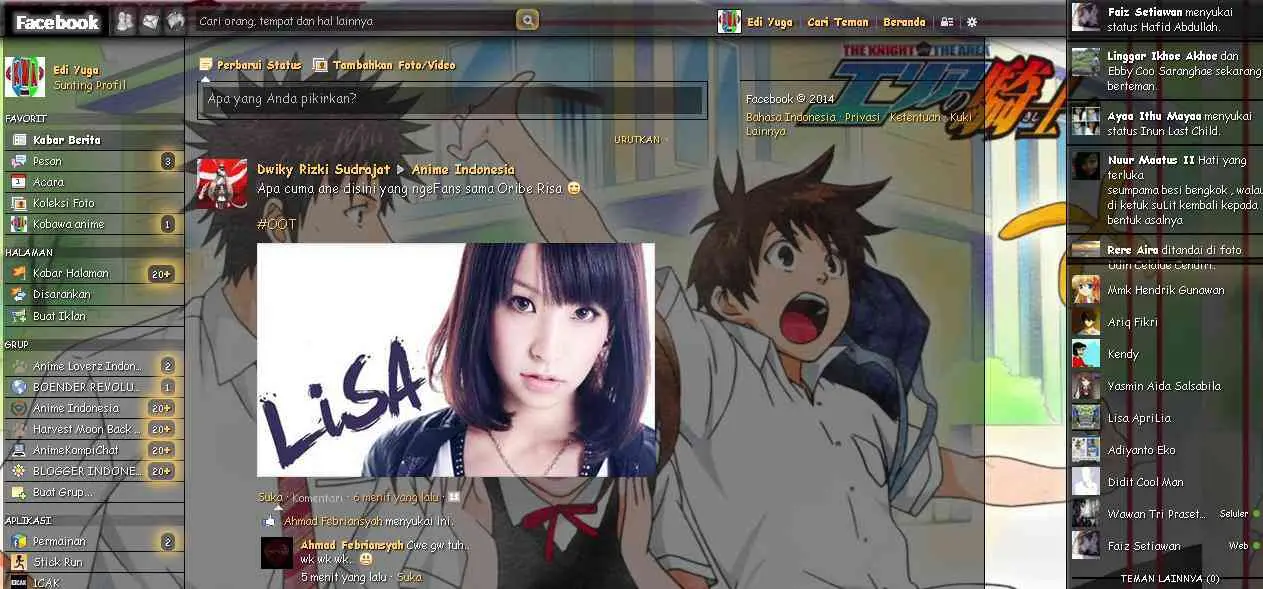 Facebook
Cari orang, tempat dan hal lainnya
Edi Yuga
Cari Teman
Beranda
Edi Yuga
Sunting Profil
FAVORIT
Kabar Berita
Pesan 3
Acara
Koleksi Foto
Kobawa anime 1
HALAMAN
Kabar Halaman 20+
Disarankan
Buat Iklan
GRUP
Anime Loverz Indon... 2
BOENDER REVOLU... 1
Anime Indonesia 20+
Harvest Moon Back ... 20+
AnimeKompiChat 20+
BLOGGER INDONE... 20+
Buat Grup...
APLIKASI
Permainan 2
Stick Run
ICAK
Perbarui Status
Tambahkan Foto/Video
Apa yang Anda pikirkan?
URUTKAN
Dwiky Rizki Sudrajat ▶ Anime Indonesia
Apa cuma ane disini yang ngeFans sama Oribe Risa 😄
#OOT
LiSA
Suka · Komentari · 6 menit yang lalu ·
Ahmad Febriansyah menyukai ini.
Ahmad Febriansyah Cwe gw tuh..
wk wk wk.. 😄
5 menit yang lalu · Suka
THE KNIGHT IN THE AREA
エリアの騎士
Facebook © 2014
Bahasa Indonesia · Privasi · Ketentuan · Kuki
Lainnya
Faiz Setiawan menyukai
status Hafid Abdullah.
Linggar Ikhoe Akhoe dan
Ebby Coo Saranghae sekarang
berteman.
Ayaa Ithu Mayaa menyukai
status Inun Last Child.
Nuur Maatus II Hati yang
terluka
seumpama besi bengkok , walau
di ketuk suLit kembali kepada
bentuk asalnya
Rere Aira ditandai di foto
Mmk Hendrik Gunawan
Ariq Fikri
Kendy
Yasmin Aida Salsabila
Lisa ApriLia
Adiyanto Eko
Didit Cool Man
Wawan Tri Praset... Seluler
Faiz Setiawan Web
TEMAN LAINNYA (0)